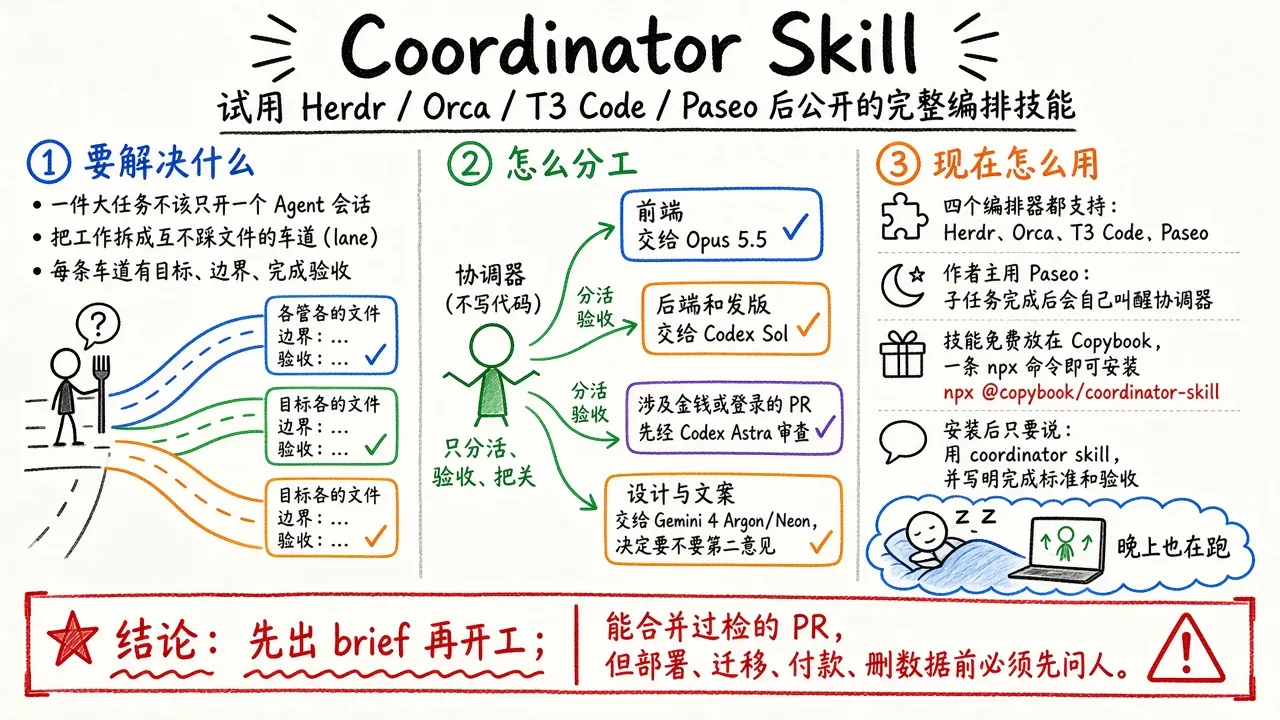 Coordinator Skill
试用 Herdr / Orca / T3 Code / Paseo 后公开的完整编排技能
① 要解决什么
• 一件大任务不该只开一个 Agent 会话
• 把工作拆成互不踩文件的车道 (lane)
• 每条车道有目标、边界、完成验收
?
各管各的文件
边界：...
验收：...
目标各的文件
边界：...
验收：...
目标各的文件
边界：...
验收：...
② 怎么分工
协调器
(不写代码)
只分活、
验收、把关
分活
验收
分活
验收
前端
交给 Opus 5.5
后端和发版
交给 Codex Sol
涉及金钱或登录的 PR
先经 Codex Astra 审查
设计与文案
交给 Gemini 4 Argon/Neon，
决定要不要第二意见
③ 现在怎么用
四个编排器都支持：
Herdr、Orca、T3 Code、Paseo
作者主用 Paseo：
子任务完成后会自己叫醒协调器
技能免费放在 Copybook，
一条 npx 命令即可安装
npx @copybook/coordinator-skill
安装后只要说：
用 coordinator skill，
并写明完成标准和验收
z z
晚上也在跑
结论：先出 brief 再开工；
能合并过检的 PR，
但部署、迁移、付款、删数据前必须先问人。